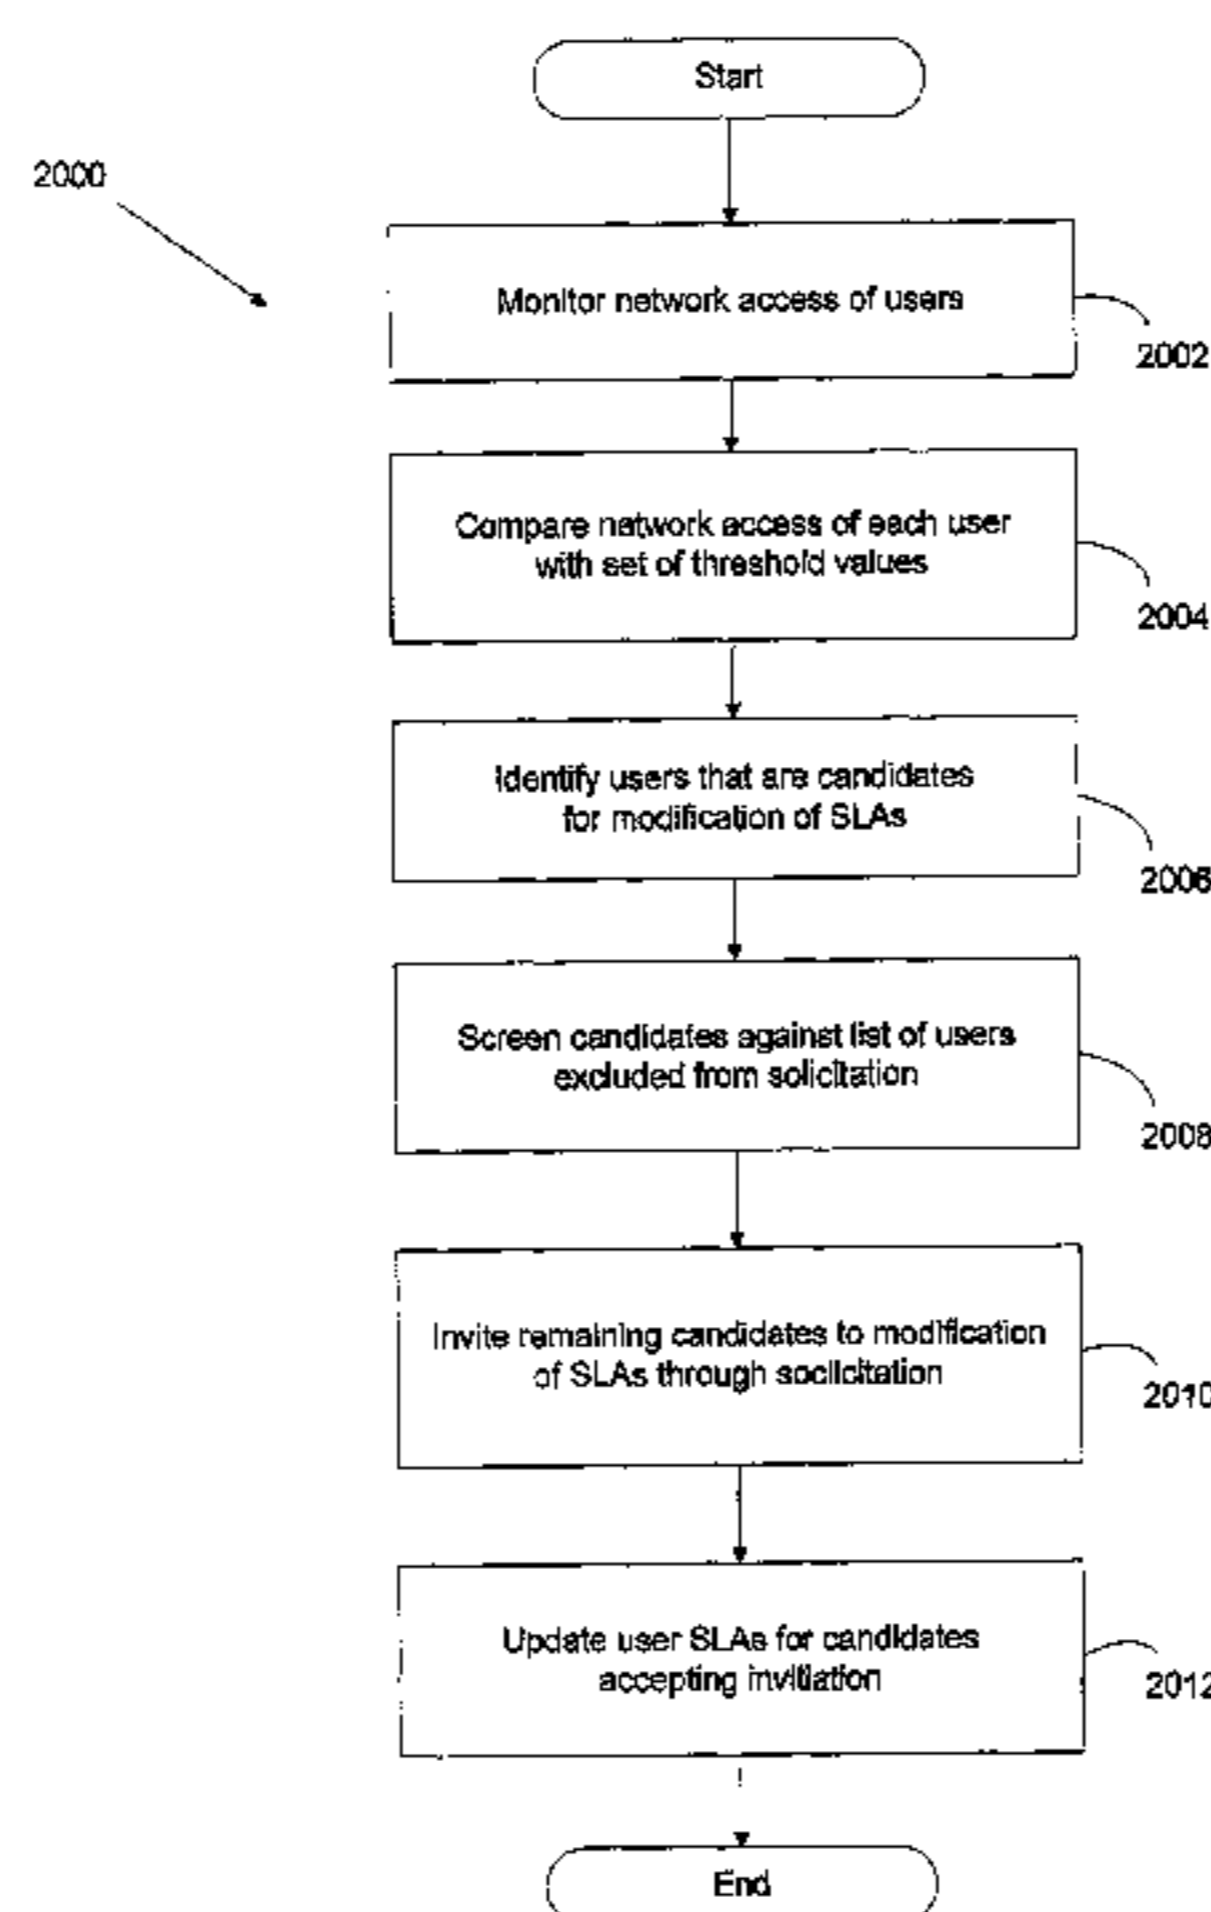 Start
2000
Monitor network access of users
2002
Compare network access of each user
with set of threshold values
2004
Identify users that are candidates
for modification of SLAs
2006
Screen candidates against list of users
excluded from solicitation
2008
Invite remaining candidates to modification
of SLAs through soclicitation
2010
Update user SLAs for candidates
accepting invitiation
2012
End